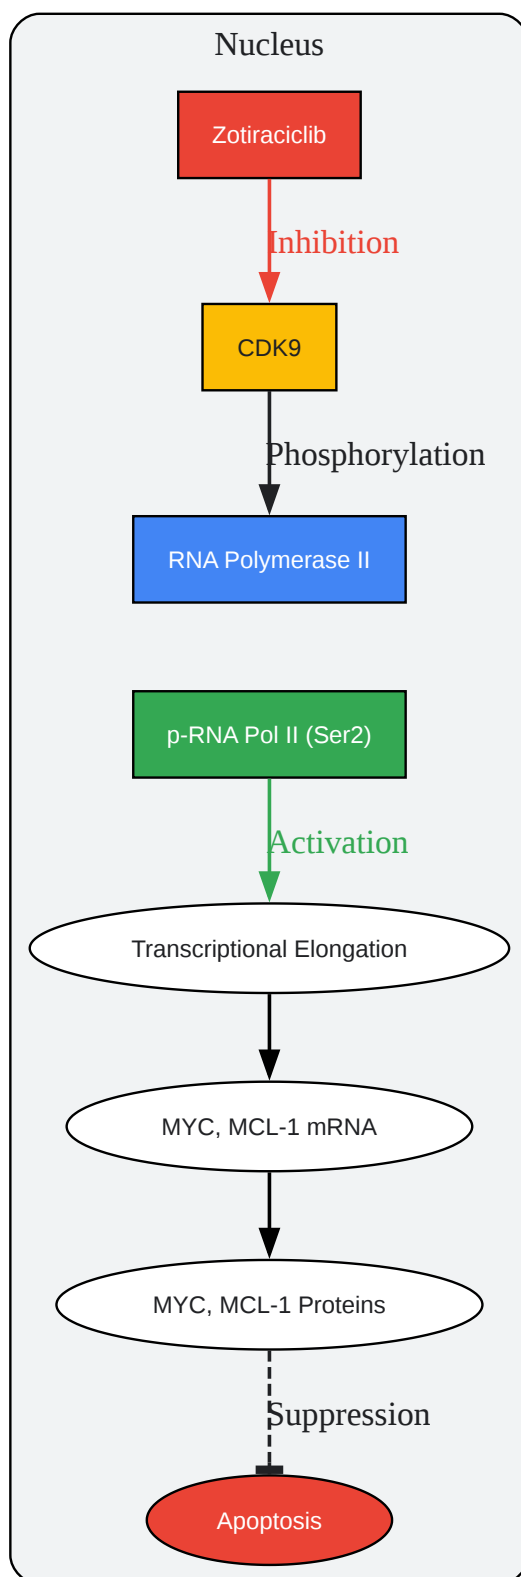 Nucleus
Zotiraciclib
Inhibition
CDK9
Phosphorylation
RNA Polymerase II
p-RNA Pol II (Ser2)
Activation
Transcriptional Elongation
MYC, MCL-1 mRNA
MYC, MCL-1 Proteins
Suppression
Apoptosis